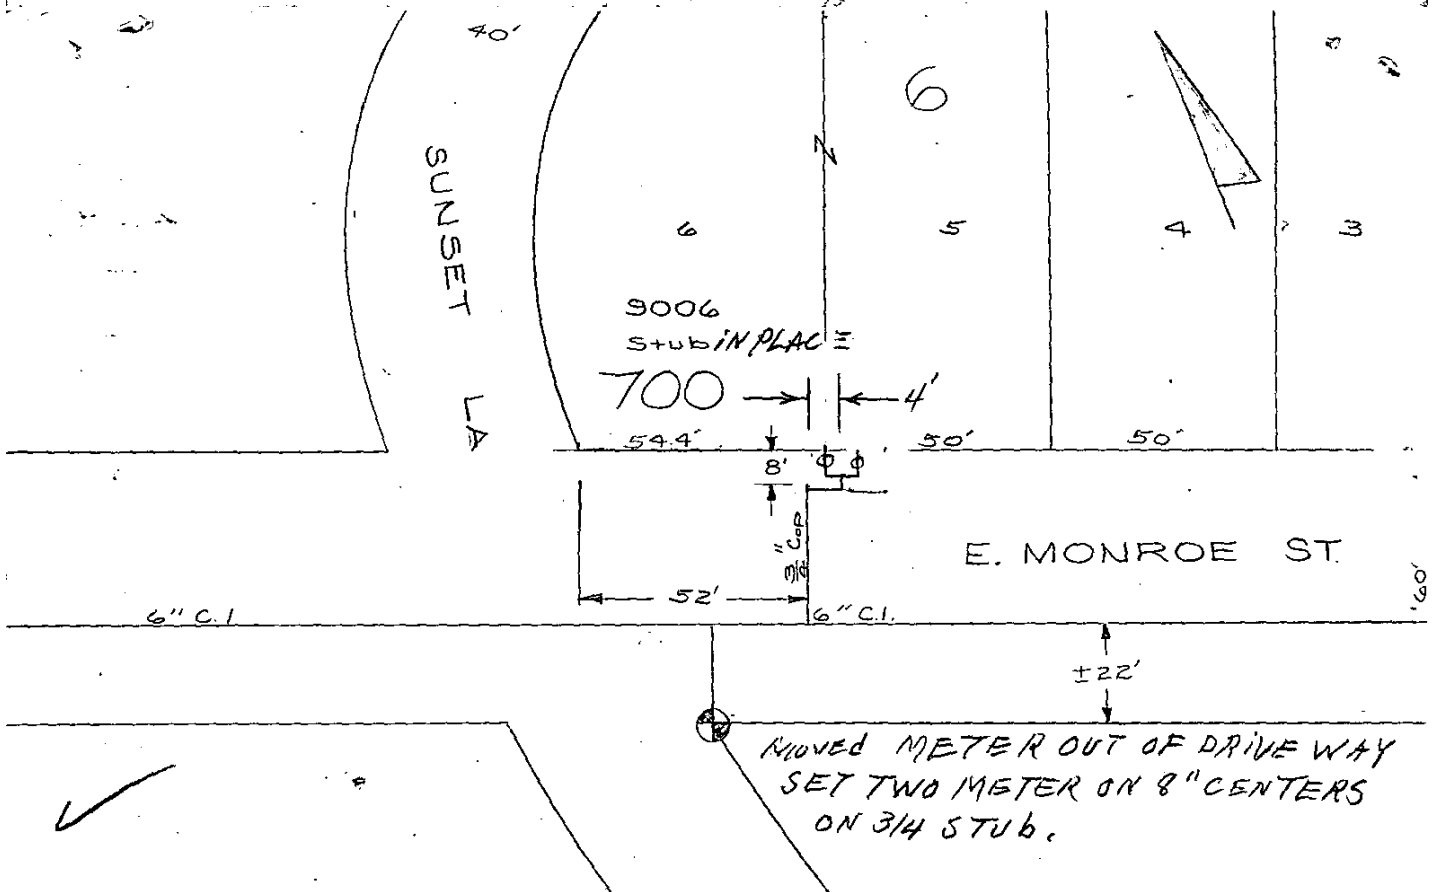 40'
6
SUNSET LA
N
6
5
4
3
9006
Stub IN PLACE
700
4'
54.4'
50'
50'
8'
3/4" Cop
E. MONROE ST.
60'
52'
6" C.I
6" C.I.
±22'
MOVEd METER OUT OF DRiVE WAY
SET TWO METER ON 8" CENTERS
ON 3/4 STUb.